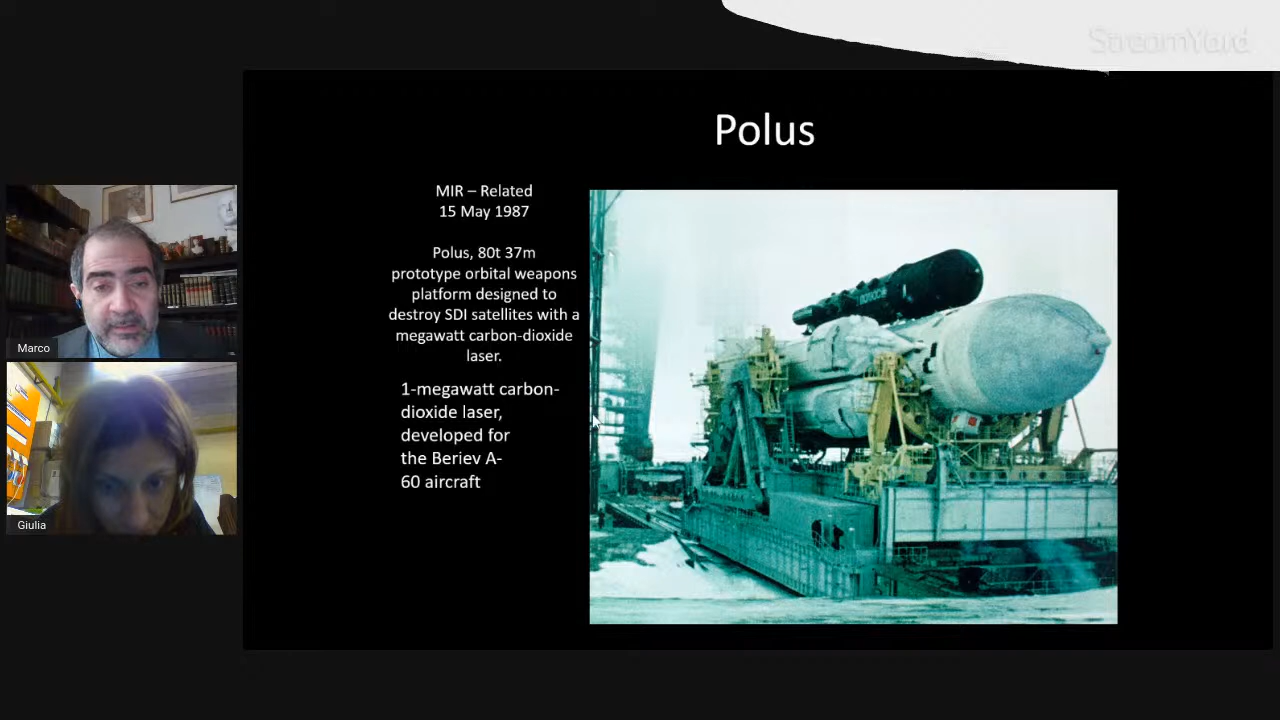 StreamYard
Polus
MIR – Related
15 May 1987
Polus, 80t 37m
prototype orbital weapons
platform designed to
destroy SDI satellites with a
megawatt carbon-dioxide
laser.
1-megawatt carbon-
dioxide laser,
developed for
the Beriev A-
60 aircraft
Marco
Giulia